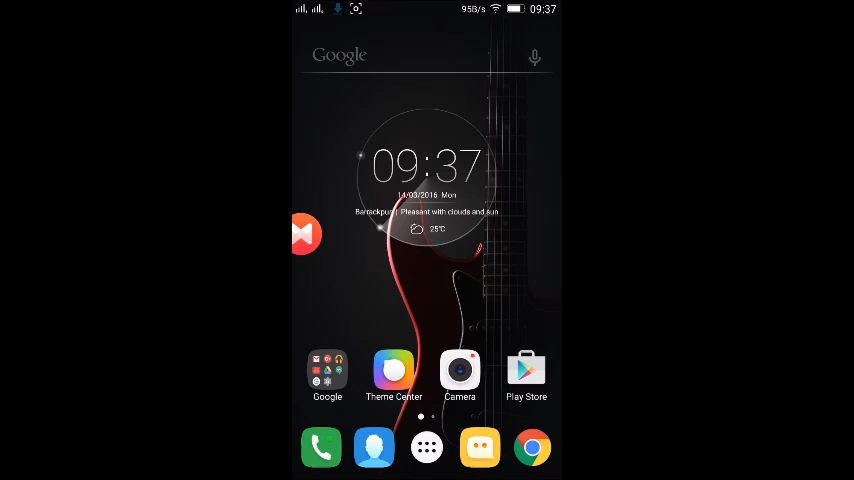 95B/s 09:37
Google
09:37
14/03/2016 Mon
Barrackpur | Pleasant with clouds and sun
25°C
Google Theme Center Camera Play Store